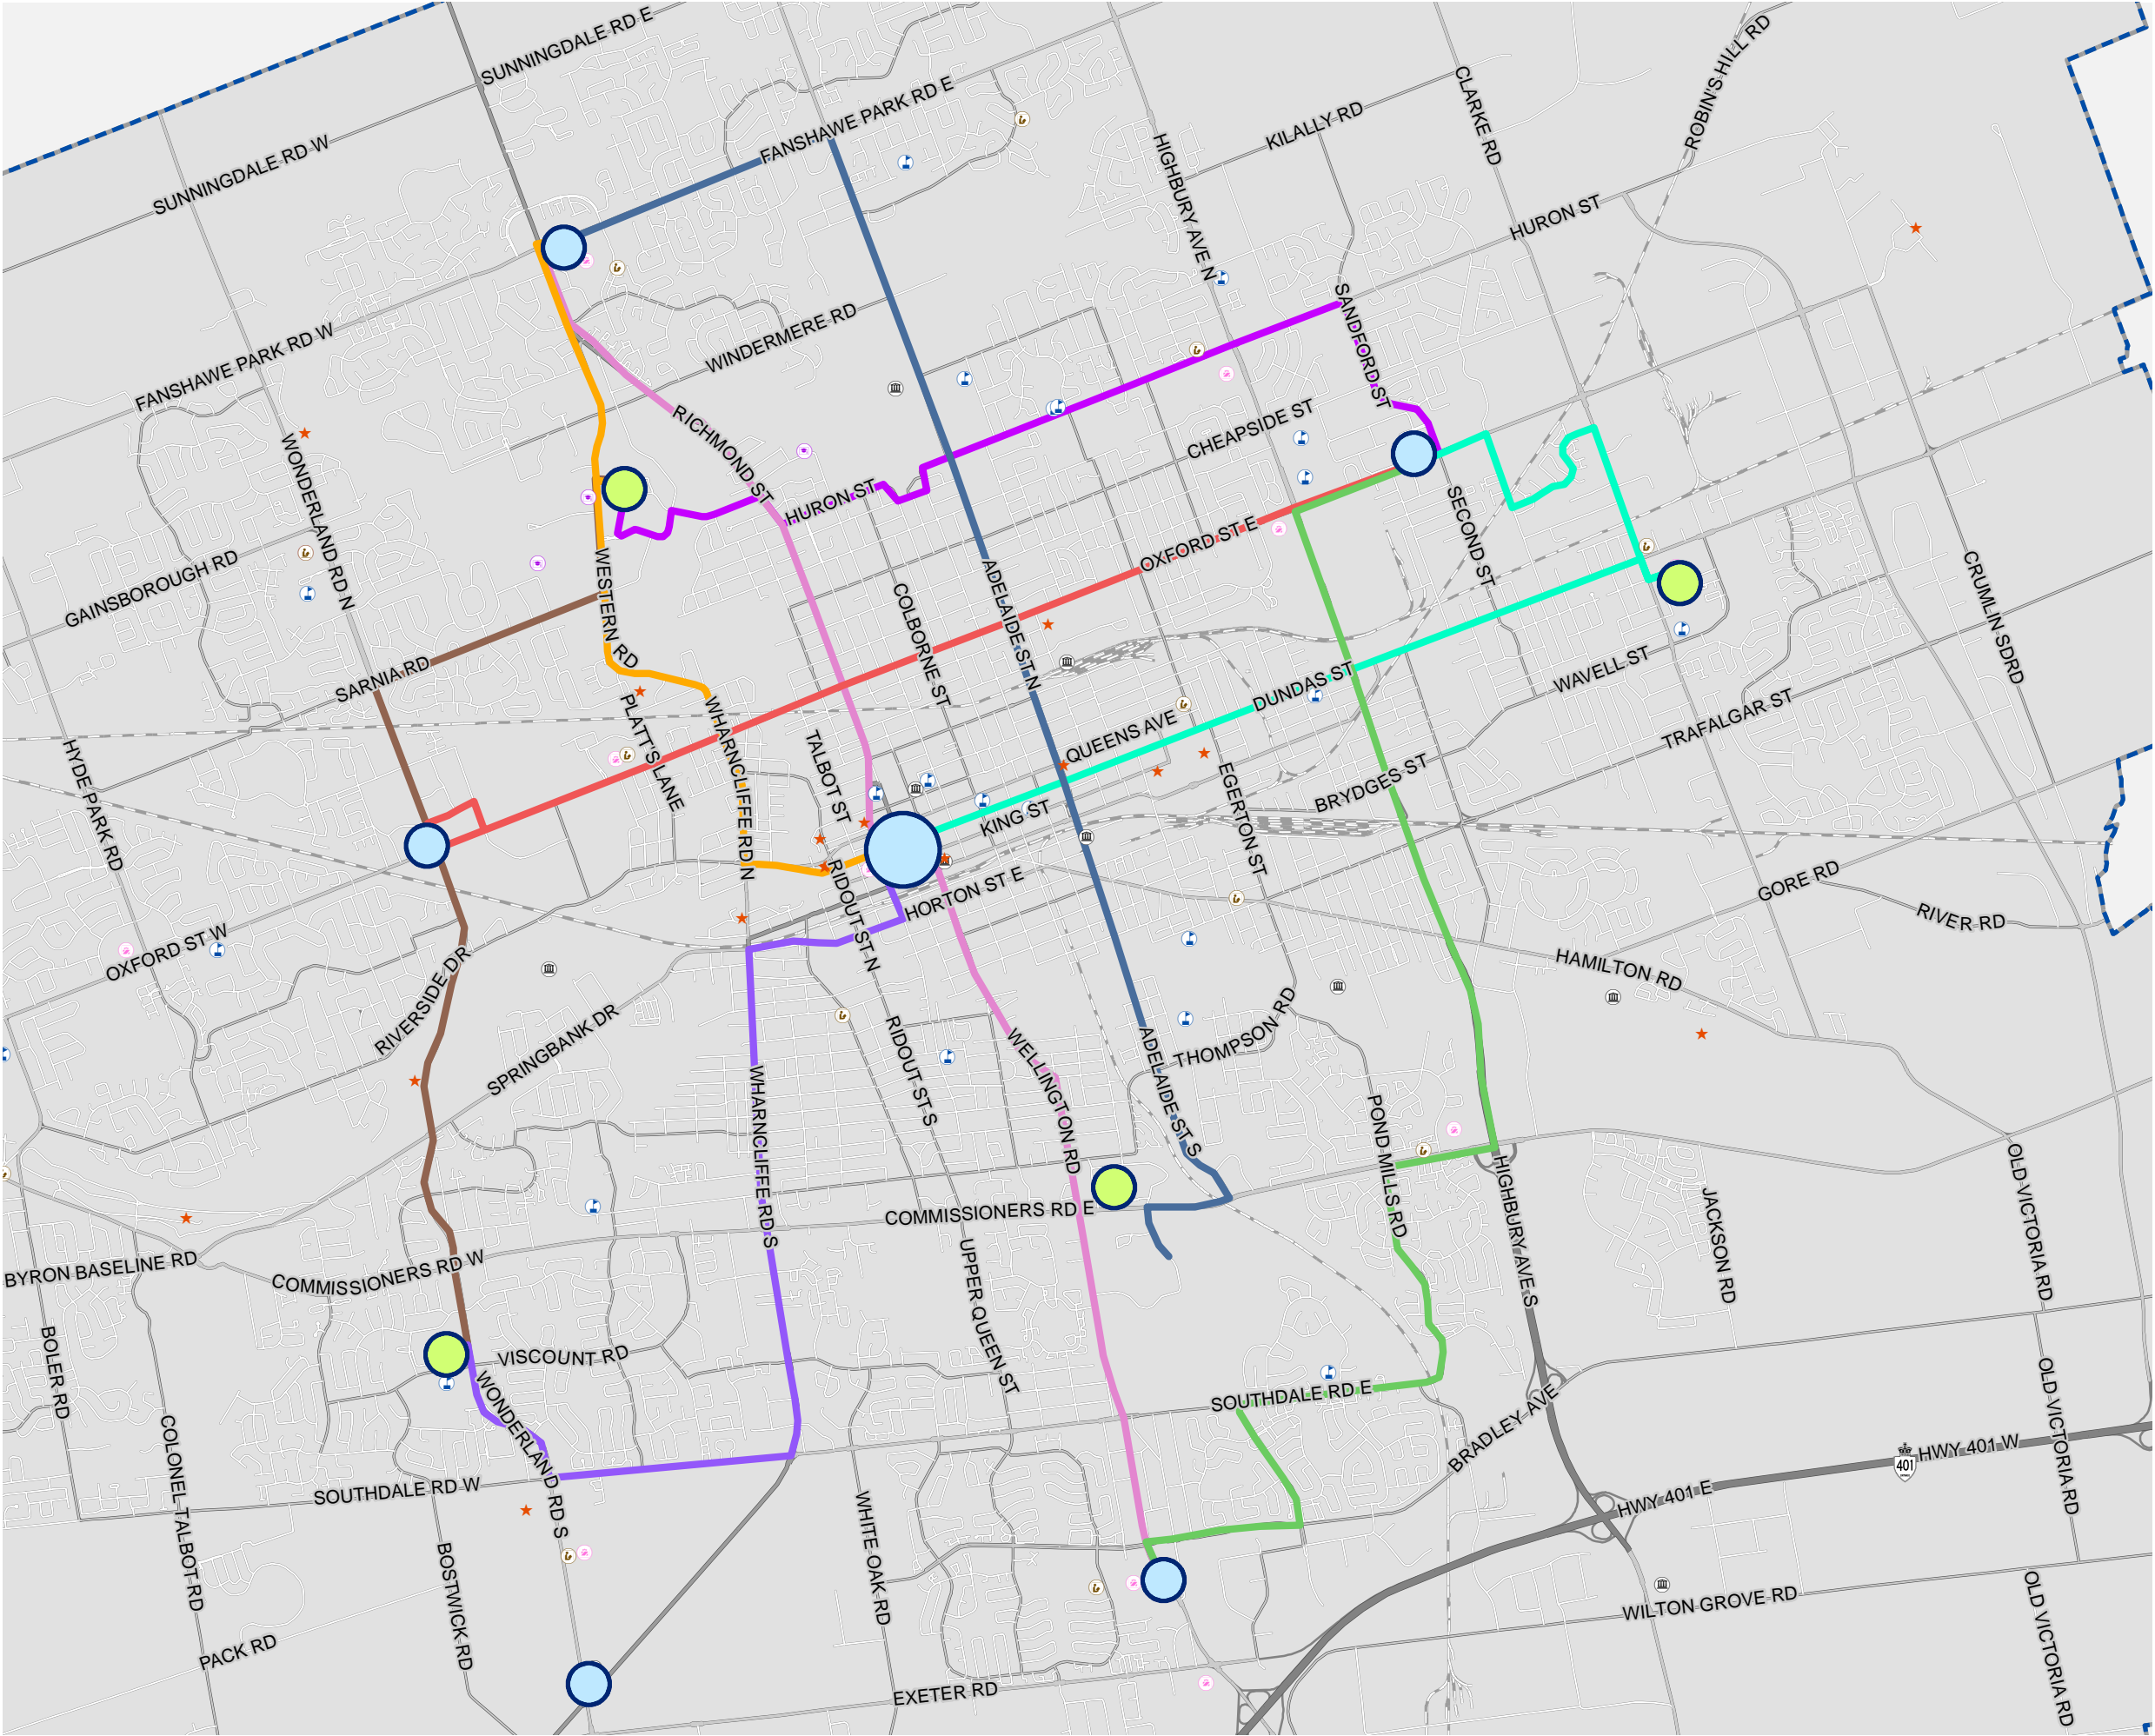 SUNNINGDALE RD E
ROBIN'S HILL RD
CLARKE RD
FANSHAWE PARK RD E
KILALLY RD
HIGHBURY AVE N
SUNNINGDALE RD W
HURON ST
SANDFORD ST
WINDERMERE RD
FANSHAWE PARK RD W
RICHMOND ST
CHEAPSIDE ST
WONDERLAND RD N
HURON ST
SECOND ST
OXFORD ST E
GAINSBOROUGH RD
WESTERN RD
COLBORNE ST
ADELAIDE ST N
CRUMLIN SDRD
SARNIA RD
WAVELL ST
DUNDAS ST
PLATT'S LANE
WHARNCLIFFE RD N
TALBOT ST
QUEENS AVE
TRAFALGAR ST
HYDE PARK RD
EGERTON ST
BRYDGES ST
KING ST
RIDOUT ST N
HORTON ST E
GORE RD
RIVER RD
OXFORD ST W
RIVERSIDE DR
HAMILTON RD
SPRINGBANK DR
RIDOUT ST S
WELLINGTON RD
ADELAIDE ST S
THOMPSON RD
WHARNCLIFFE RD S
POND MILLS RD
HIGHBURY AVE S
OLD VICTORIA RD
JACKSON RD
COMMISSIONERS RD E
BYRON BASELINE RD
COMMISSIONERS RD W
UPPER QUEEN ST
BOLER RD
VISCOUNT RD
WONDERLAND RD S
SOUTHDALE RD E
BRADLEY AVE
OLD VICTORIA RD
COLONEL TALBOT RD
HWY 401 W
401
SOUTHDALE RD W
HWY 401 E
WHITE OAK RD
BOSTWICK RD
WILTON GROVE RD
OLD VICTORIA RD
PACK RD
EXETER RD